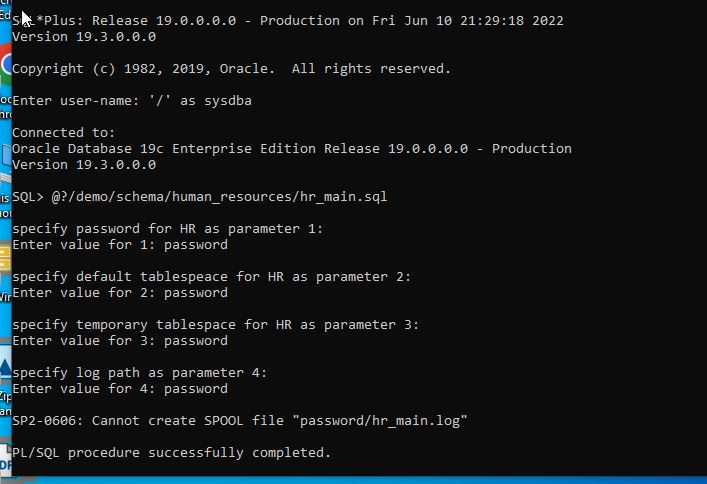 SQL*Plus: Release 19.0.0.0.0 - Production on Fri Jun 10 21:29:18 2022
Version 19.3.0.0.0
Copyright (c) 1982, 2019, Oracle.  All rights reserved.
Enter user-name: '/' as sysdba
Connected to:
Oracle Database 19c Enterprise Edition Release 19.0.0.0.0 - Production
Version 19.3.0.0.0
SQL> @?/demo/schema/human_resources/hr_main.sql
specify password for HR as parameter 1:
Enter value for 1: password
specify default tablespeace for HR as parameter 2:
Enter value for 2: password
specify temporary tablespace for HR as parameter 3:
Enter value for 3: password
specify log path as parameter 4:
Enter value for 4: password
SP2-0606: Cannot create SPOOL file "password/hr_main.log"
PL/SQL procedure successfully completed.